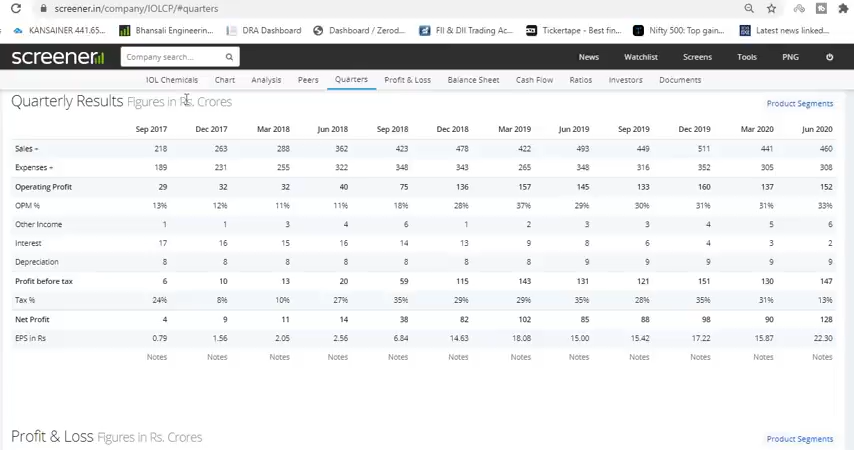 screener.in/company/IOLCP/#quarters
KANSAINER 441.65... Bhansali Engineering... DRA Dashboard Dashboard / Zerod... FII & DII Trading Ac... Tickertape - Best fin... Nifty 500: Top gain... Latest news linked...
screener Company search... News Watchlist Screens Tools PNG
IOL Chemicals Chart Analysis Peers Quarters Profit & Loss Balance Sheet Cash Flow Ratios Investors Documents
Quarterly Results Figures in Rs. Crores Product Segments
Sep 2017 Dec 2017 Mar 2018 Jun 2018 Sep 2018 Dec 2018 Mar 2019 Jun 2019 Sep 2019 Dec 2019 Mar 2020 Jun 2020
Sales + 218 263 288 362 423 478 422 493 449 511 441 460
Expenses + 189 231 255 322 348 343 265 348 316 352 305 308
Operating Profit 29 32 32 40 75 136 157 145 133 160 137 152
OPM % 13% 12% 11% 11% 18% 28% 37% 29% 30% 31% 31% 33%
Other Income 1 1 3 4 6 1 2 3 3 4 5 6
Interest 17 16 15 16 14 13 9 8 6 4 3 2
Depreciation 8 8 8 8 8 8 8 9 9 9 9 9
Profit before tax 6 10 13 20 59 115 143 131 121 151 130 147
Tax % 24% 8% 10% 27% 35% 29% 29% 35% 28% 35% 31% 13%
Net Profit 4 9 11 14 38 82 102 85 88 98 90 128
EPS in Rs 0.79 1.56 2.05 2.56 6.84 14.63 18.08 15.00 15.42 17.22 15.87 22.30
Notes Notes Notes Notes Notes Notes Notes Notes Notes Notes Notes Notes
Profit & Loss Figures in Rs. Crores Product Segments